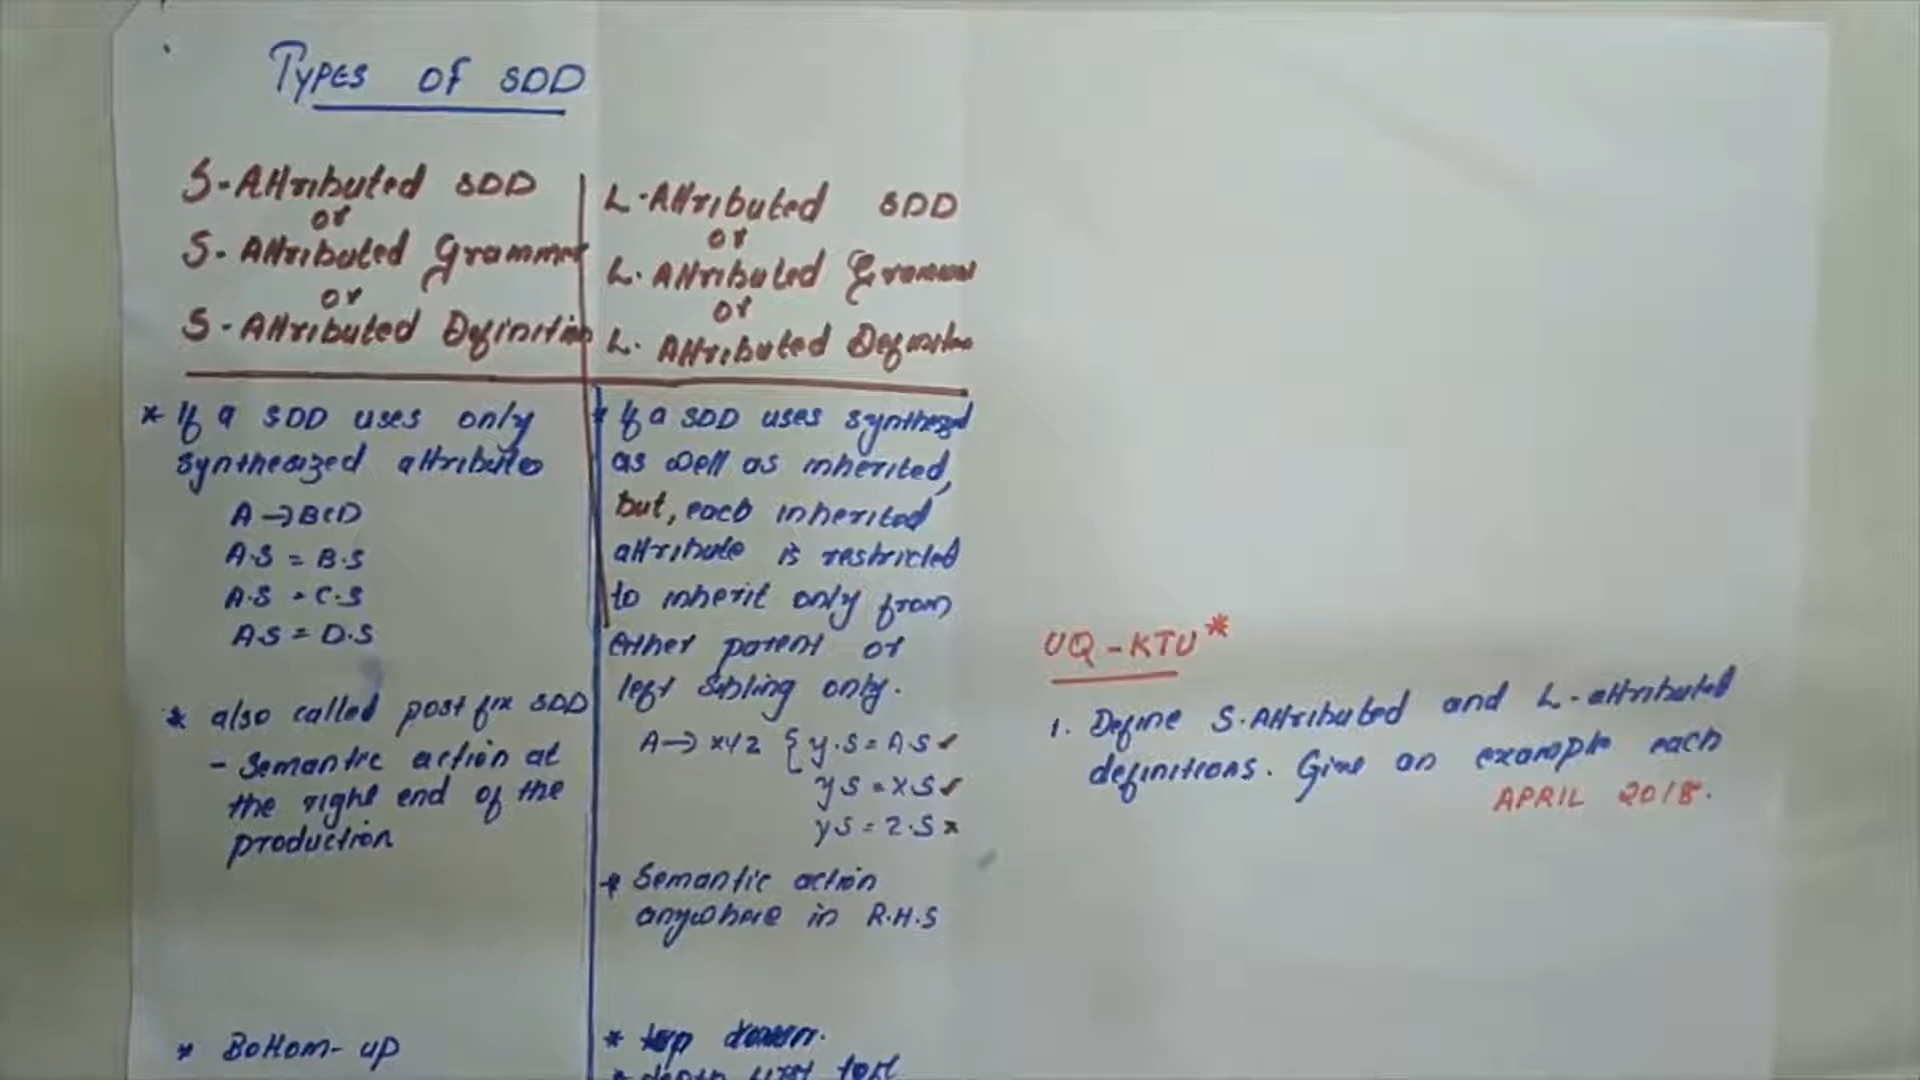 Types of SDD
S-Attributed SDD
or
S-Attributed Grammar
or
S-Attributed Definition
* If a SDD uses only
synthesized attributes
A → BCD
A.S = B.S
A.S = C.S
A.S = D.S
* also called post fix SDD
- Semantic action at
the right end of the
production
* Bottom-up
L-Attributed SDD
or
L-Attributed Grammar
or
L-Attributed Definition
* If a SDD uses synthesized
as well as inherited,
but, each inherited
attribute is restricted
to inherit only from
either parent or
left sibling only.
A → XYZ { Y.S = A.S ✓
Y.S = X.S ✓
Y.S = Z.S ×
* Semantic action
anywhere in R.H.S
* top down.
* depth first
UQ - KTU *
1. Define S-Attributed and L-attributed
definitions. Give an example each
APRIL 2018.